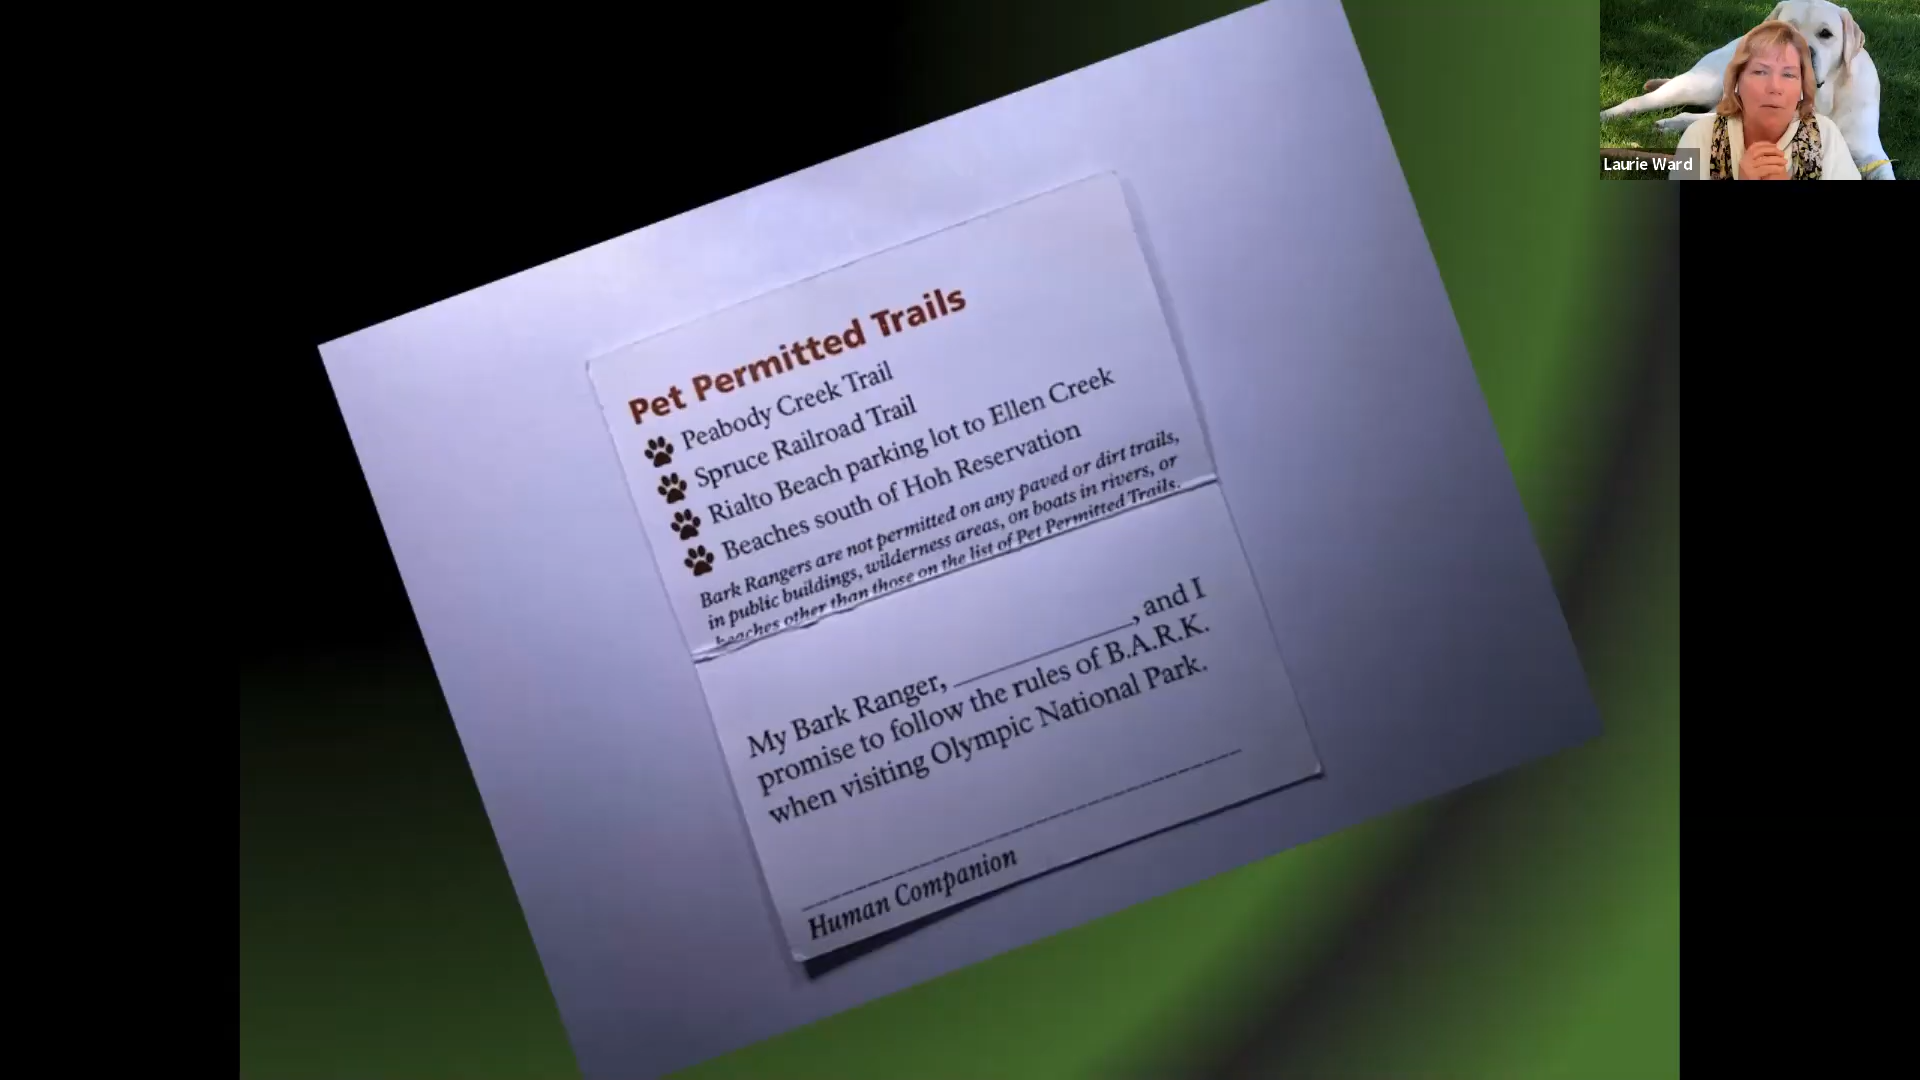 Pet Permitted Trails
Peabody Creek Trail
Spruce Railroad Trail
Rialto Beach parking lot to Ellen Creek
Beaches south of Hoh Reservation
Bark Rangers are not permitted on any paved or dirt trails,
in public buildings, wilderness areas, on boats in rivers, or
beaches other than those on the list of Pet Permitted Trails.
My Bark Ranger, ____________, and I
promise to follow the rules of B.A.R.K.
when visiting Olympic National Park.
Human Companion
Laurie Ward